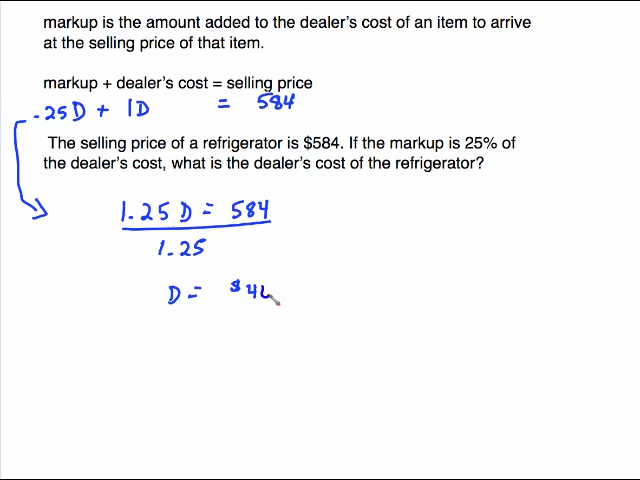 markup is the amount added to the dealer's cost of an item to arrive
at the selling price of that item.
markup + dealer's cost = selling price
.25D + 1D = 584
The selling price of a refrigerator is $584. If the markup is 25% of
the dealer's cost, what is the dealer's cost of the refrigerator?
1.25 D = 584
1.25
D = $4